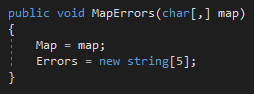 public void MapErrors(char[,] map)
{
    Map = map;
    Errors = new string[5];
}